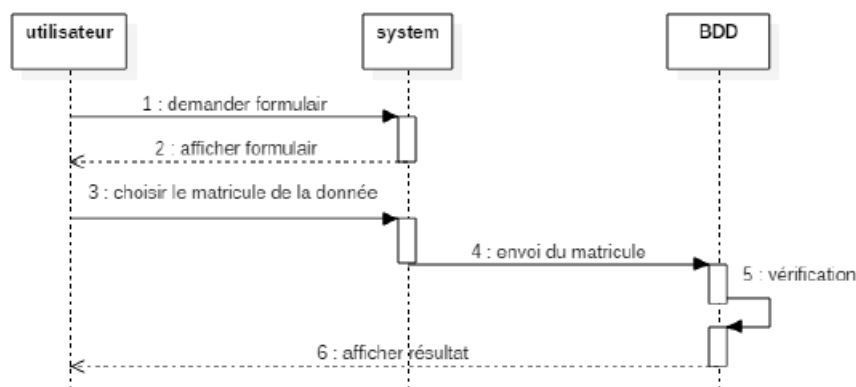 utilisateur
system
BDD
1 : demander formulair
2 : afficher formulair
3 : choisir le matricule de la donnée
4 : envoi du matricule
5 : vérification
6 : afficher résultat